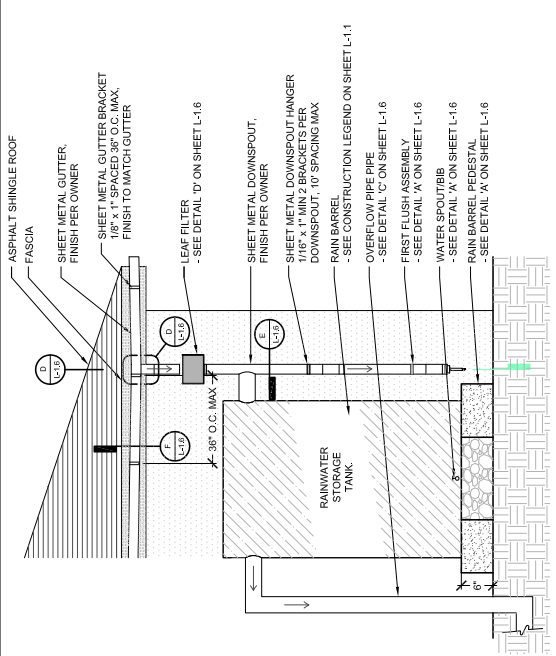 ASPHALT SHINGLE ROOF
FASCIA
SHEET METAL GUTTER,
FINISH PER OWNER
SHEET METAL GUTTER BRACKET
1/8" x 1" SPACED 36" O.C. MAX,
FINISH TO MATCH GUTTER
LEAF FILTER
- SEE DETAIL "D" ON SHEET L-1.6
SHEET METAL DOWNSPOUT,
FINISH PER OWNER
SHEET METAL DOWNSPOUT HANGER
1/16" x 1" MIN 2 BRACKETS PER
DOWNSPOUT, 10' SPACING MAX
RAIN BARREL
- SEE CONSTRUCTION LEGEND ON SHEET L-1.1
OVERFLOW PIPE PIPE
- SEE DETAIL "C" ON SHEET L-1.6
FIRST FLUSH ASSEMBLY
- SEE DETAIL "A" ON SHEET L-1.6
WATER SPOUT/BIB
- SEE DETAIL "A" ON SHEET L-1.6
RAIN BARREL PEDESTAL
- SEE DETAIL "A" ON SHEET L-1.6
D
L-1.6
D
L-1.6
E
L-1.6
F
L-1.6
36" O.C. MAX
RAINWATER
STORAGE
TANK.
6"